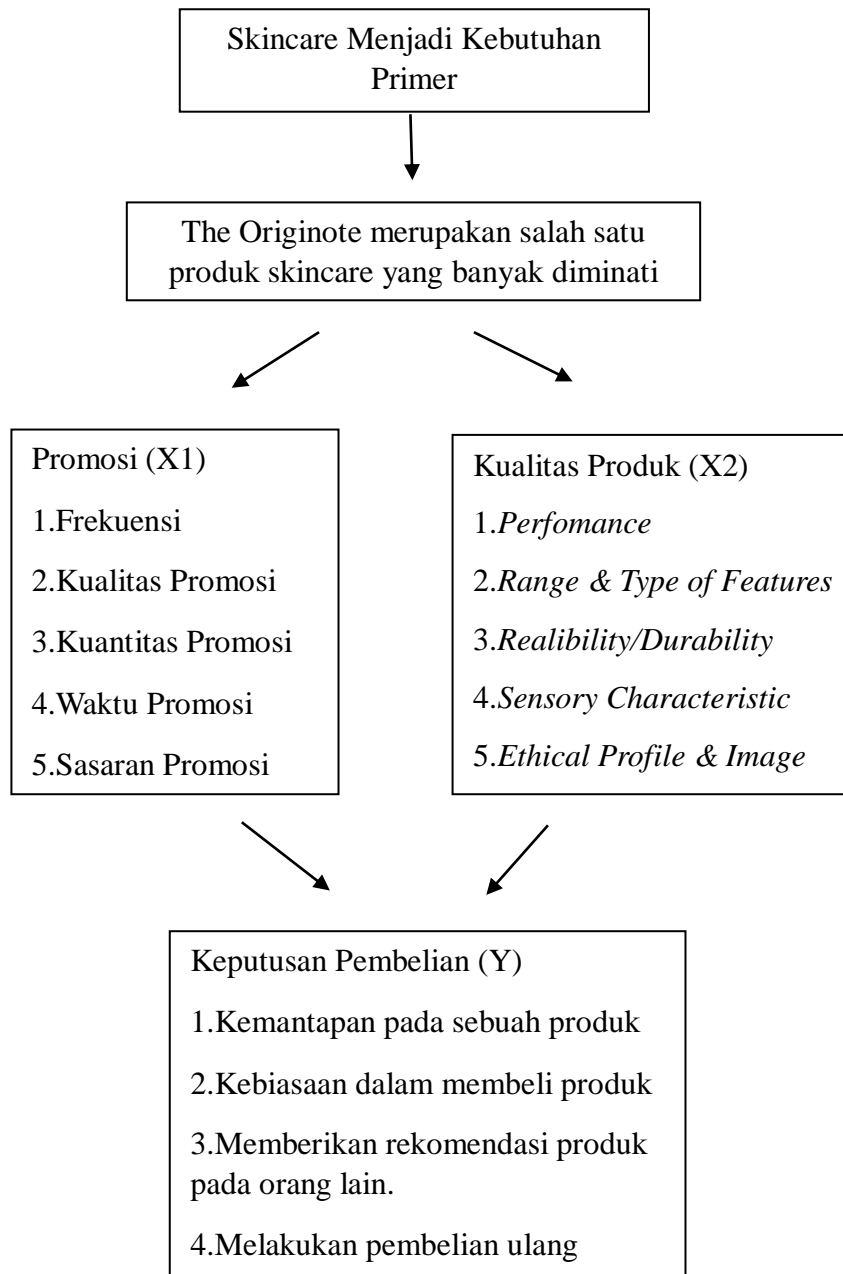 Skincare Menjadi Kebutuhan
Primer
The Originote merupakan salah satu
produk skincare yang banyak diminati
Promosi (X1)
1.Frekuensi
2.Kualitas Promosi
3.Kuantitas Promosi
4.Waktu Promosi
5.Sasaran Promosi
Kualitas Produk (X2)
1.Perfomance
2.Range & Type of Features
3.Realibility/Durability
4.Sensory Characteristic
5.Ethical Profile & Image
Keputusan Pembelian (Y)
1.Kemantapan pada sebuah produk
2.Kebiasaan dalam membeli produk
3.Memberikan rekomendasi produk
pada orang lain.
4.Melakukan pembelian ulang